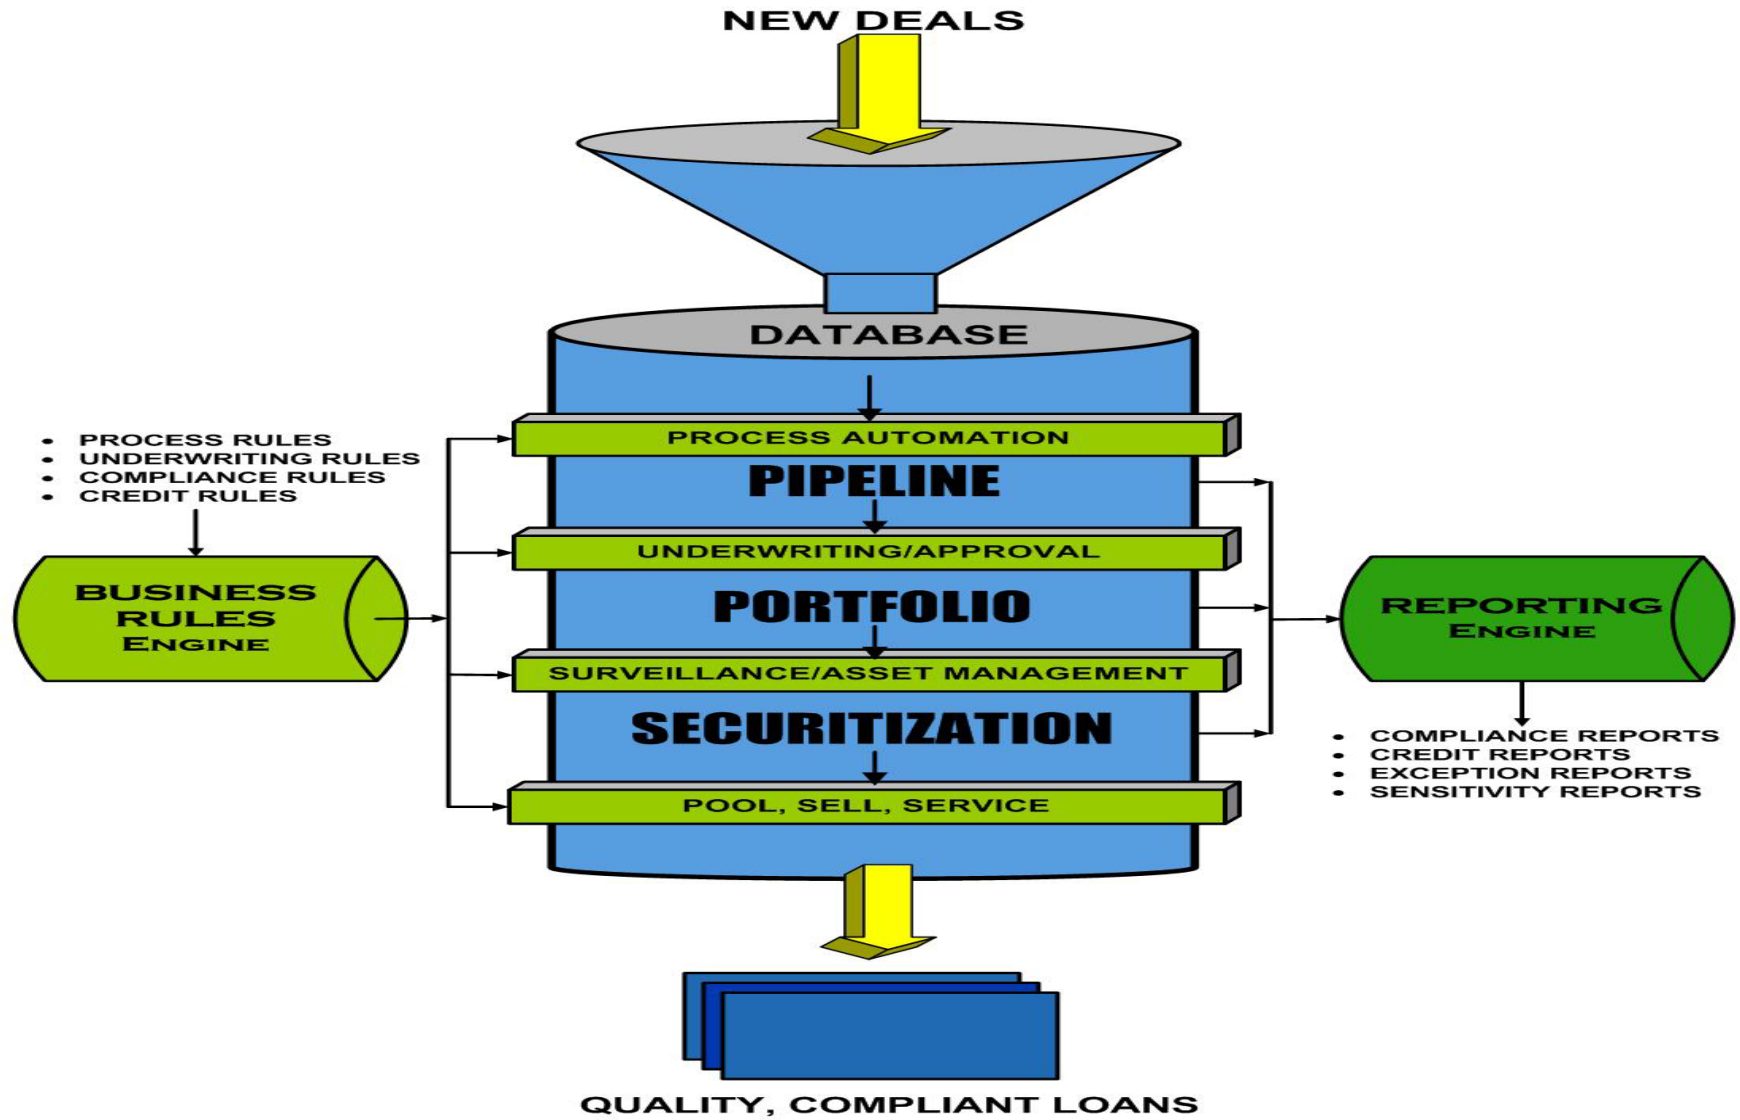 NEW DEALS
DATABASE
PROCESS AUTOMATION
PIPELINE
UNDERWRITING/APPROVAL
PORTFOLIO
SURVEILLANCE/ASSET MANAGEMENT
SECURITIZATION
POOL, SELL, SERVICE
• PROCESS RULES
• UNDERWRITING RULES
• COMPLIANCE RULES
• CREDIT RULES
BUSINESS
RULES
ENGINE
REPORTING
ENGINE
• COMPLIANCE REPORTS
• CREDIT REPORTS
• EXCEPTION REPORTS
• SENSITIVITY REPORTS
QUALITY, COMPLIANT LOANS